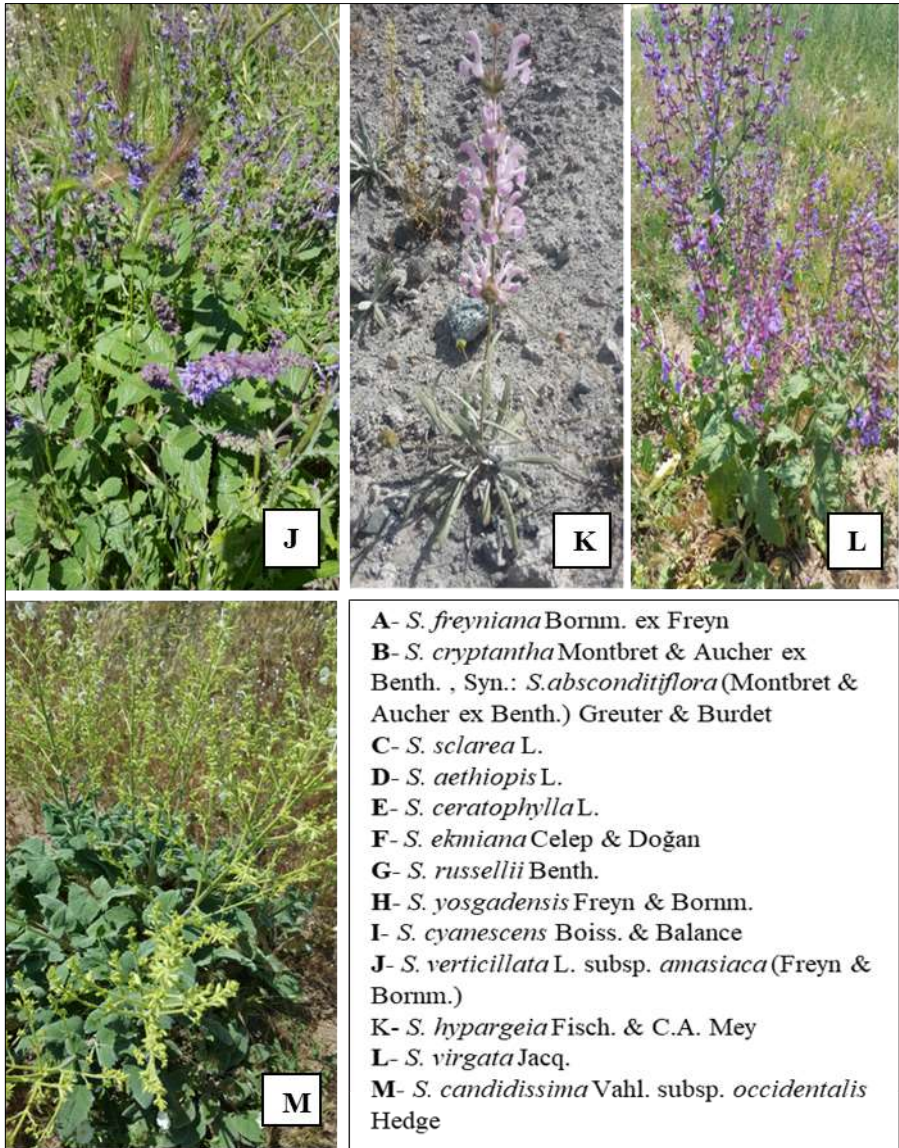 J
K
L
M
A- S. freyniana Bornm. ex Freyn
B- S. cryptantha Montbret & Aucher ex
Benth. , Syn.: S.absconditiflora (Montbret &
Aucher ex Benth.) Greuter & Burdet
C- S. sclarea L.
D- S. aethiopis L.
E- S. ceratophylla L.
F- S. ekmiana Celep & Doğan
G- S. russellii Benth.
H- S. yosgadensis Freyn & Bornm.
I- S. cyanescens Boiss. & Balance
J- S. verticillata L. subsp. amasiaca (Freyn &
Bornm.)
K- S. hypargeia Fisch. & C.A. Mey
L- S. virgata Jacq.
M- S. candidissima Vahl. subsp. occidentalis
Hedge